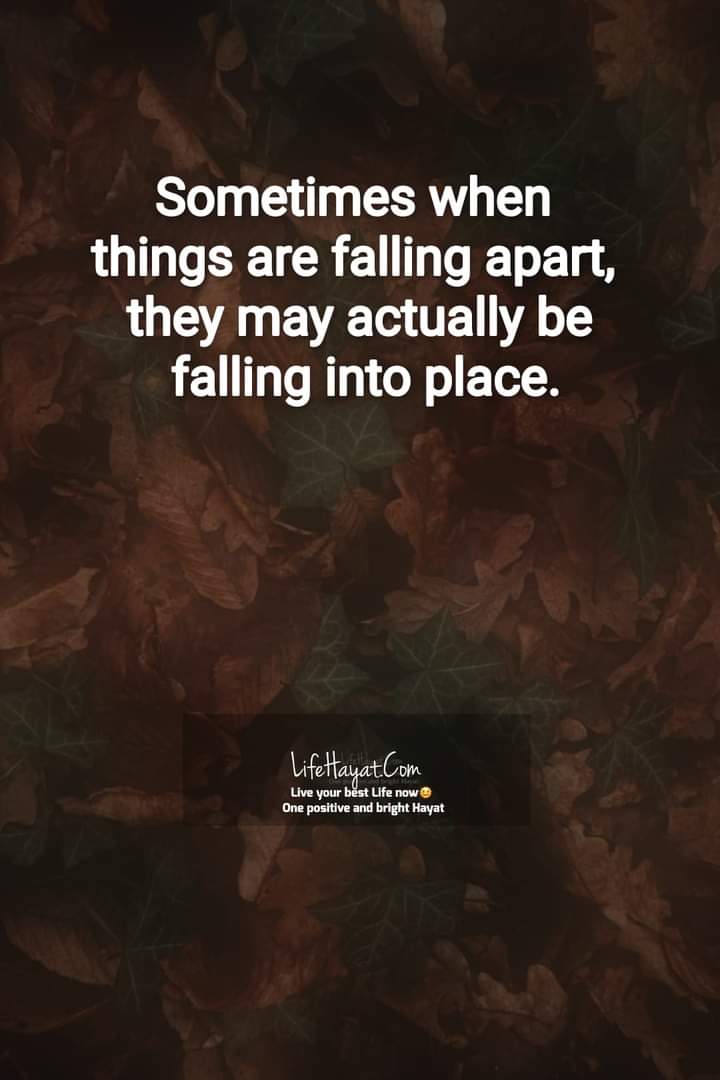 Sometimes when
things are falling apart,
they may actually be
falling into place.
LifeHayat.Com
Live your best Life now😉
One positive and bright Hayat